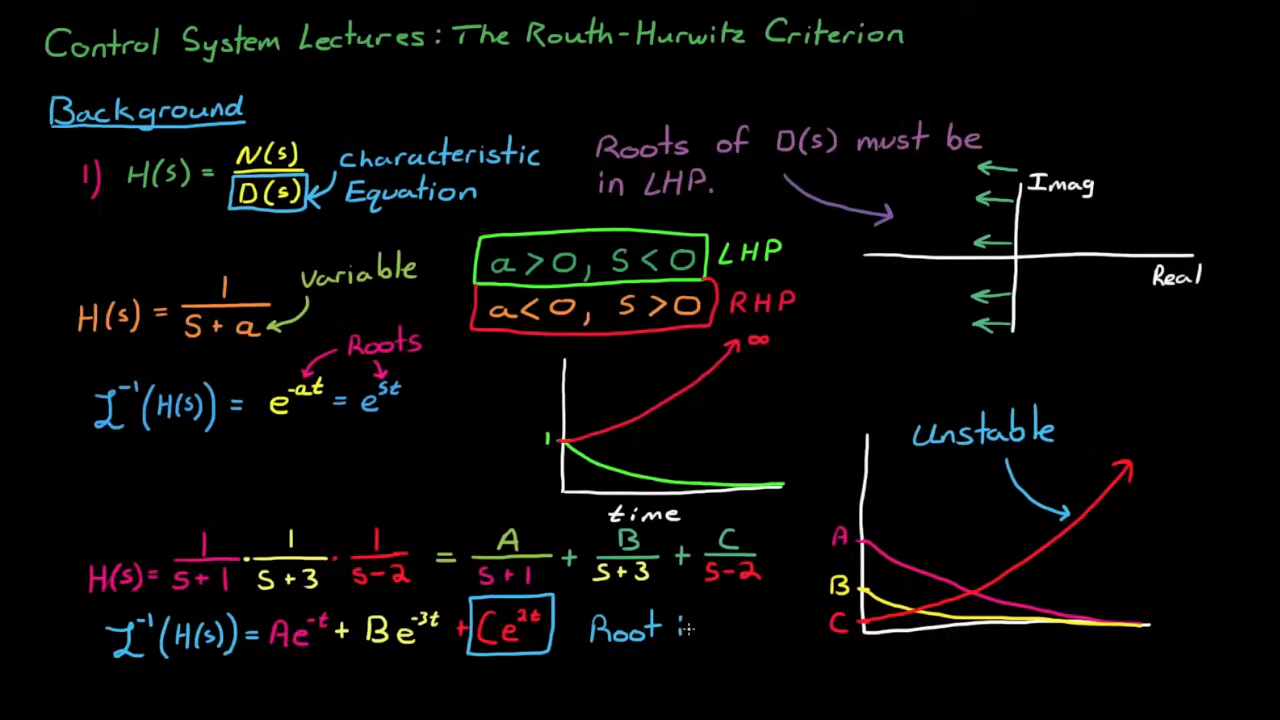 Control System Lectures: The Routh-Hurwitz Criterion
Background
1) H(s) = N(s)/D(s)
characteristic
Equation
Roots of D(s) must be
in LHP.
Imag
Real
H(s) = 1/(s + a)
variable
a > 0, s < 0 LHP
a < 0, s > 0 RHP
Roots
ℒ⁻¹(H(s)) = e^-at = e^st
∞
1
time
Unstable
A
B
C
H(s) = 1/(s+1) · 1/(s+3) · 1/(s-2) = A/(s+1) + B/(s+3) + C/(s-2)
ℒ⁻¹(H(s)) = Ae^-t + Be^-3t + Ce^2t Root i